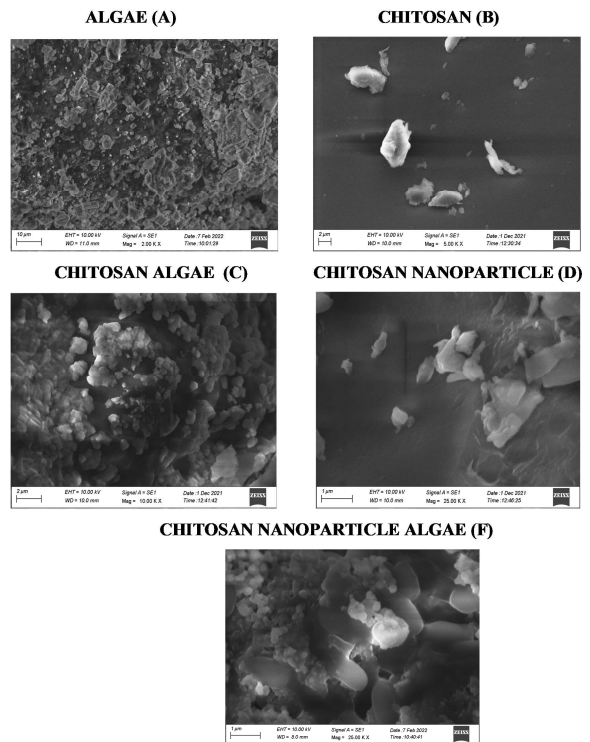 ALGAE (A)
CHITOSAN (B)
10 µm
EHT = 10.00 kV
Signal A = SE1
Date :7 Feb 2022
WD = 11.0 mm
Mag = 2.00 K X
Time :10:01:29
ZEISS
2 µm
EHT = 10.00 kV
Signal A = SE1
Date :1 Dec 2021
WD = 10.0 mm
Mag = 5.00 K X
Time :12:30:34
ZEISS
CHITOSAN ALGAE (C)
CHITOSAN NANOPARTICLE (D)
2 µm
EHT = 10.00 kV
Signal A = SE1
Date :1 Dec 2021
WD = 10.0 mm
Mag = 10.00 K X
Time :12:41:42
ZEISS
1 µm
EHT = 10.00 kV
Signal A = SE1
Date :1 Dec 2021
WD = 10.0 mm
Mag = 25.00 K X
Time :12:46:25
ZEISS
CHITOSAN NANOPARTICLE ALGAE (F)
1 µm
EHT = 10.00 kV
Signal A = SE1
Date :7 Feb 2022
WD = 8.0 mm
Mag = 25.00 K X
Time :10:40:41
ZEISS